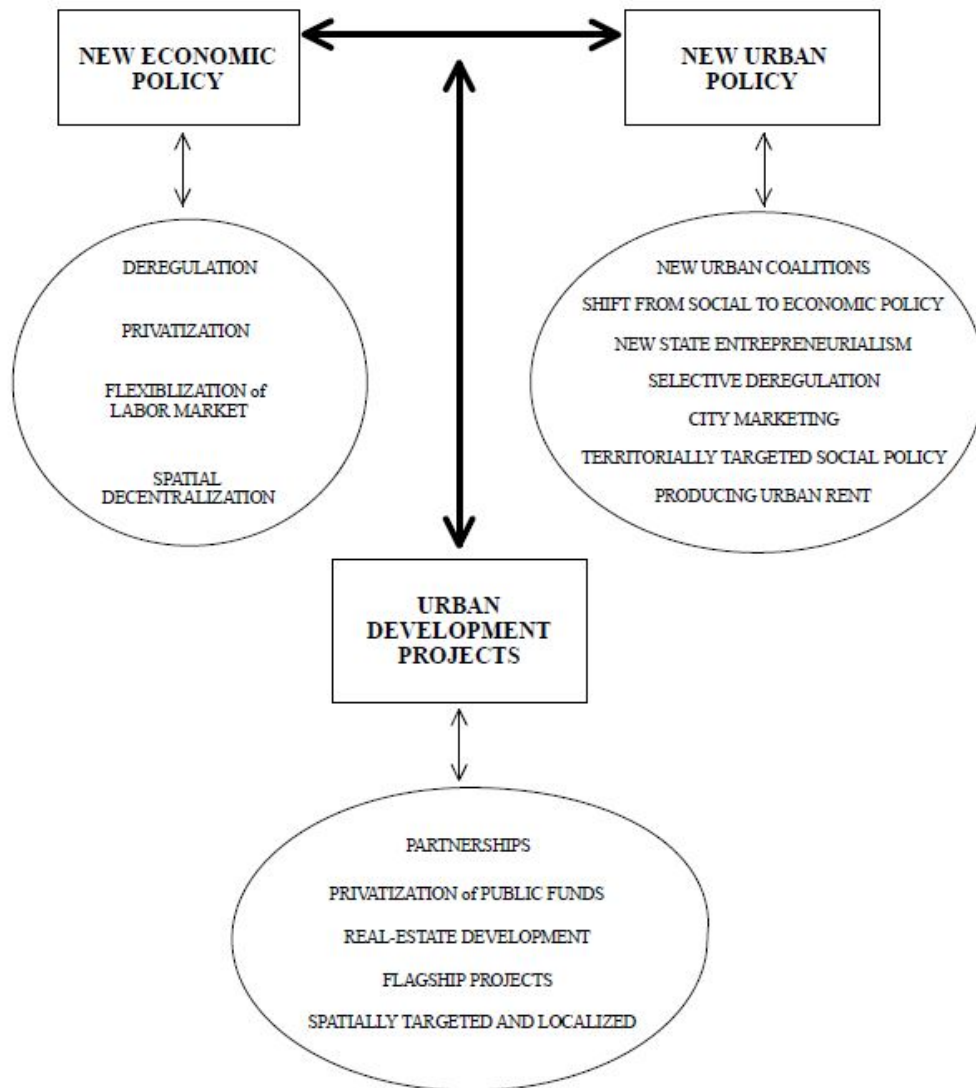 NEW ECONOMIC
POLICY
NEW URBAN
POLICY
DEREGULATION
PRIVATIZATION
FLEXIBLIZATION of
LABOR MARKET
SPATIAL
DECENTRALIZATION
NEW URBAN COALITIONS
SHIFT FROM SOCIAL TO ECONOMIC POLICY
NEW STATE ENTREPRENEURIALISM
SELECTIVE DEREGULATION
CITY MARKETING
TERRITORIALLY TARGETED SOCIAL POLICY
PRODUCING URBAN RENT
URBAN
DEVELOPMENT
PROJECTS
PARTNERSHIPS
PRIVATIZATION of PUBLIC FUNDS
REAL-ESTATE DEVELOPMENT
FLAGSHIP PROJECTS
SPATIALLY TARGETED AND LOCALIZED